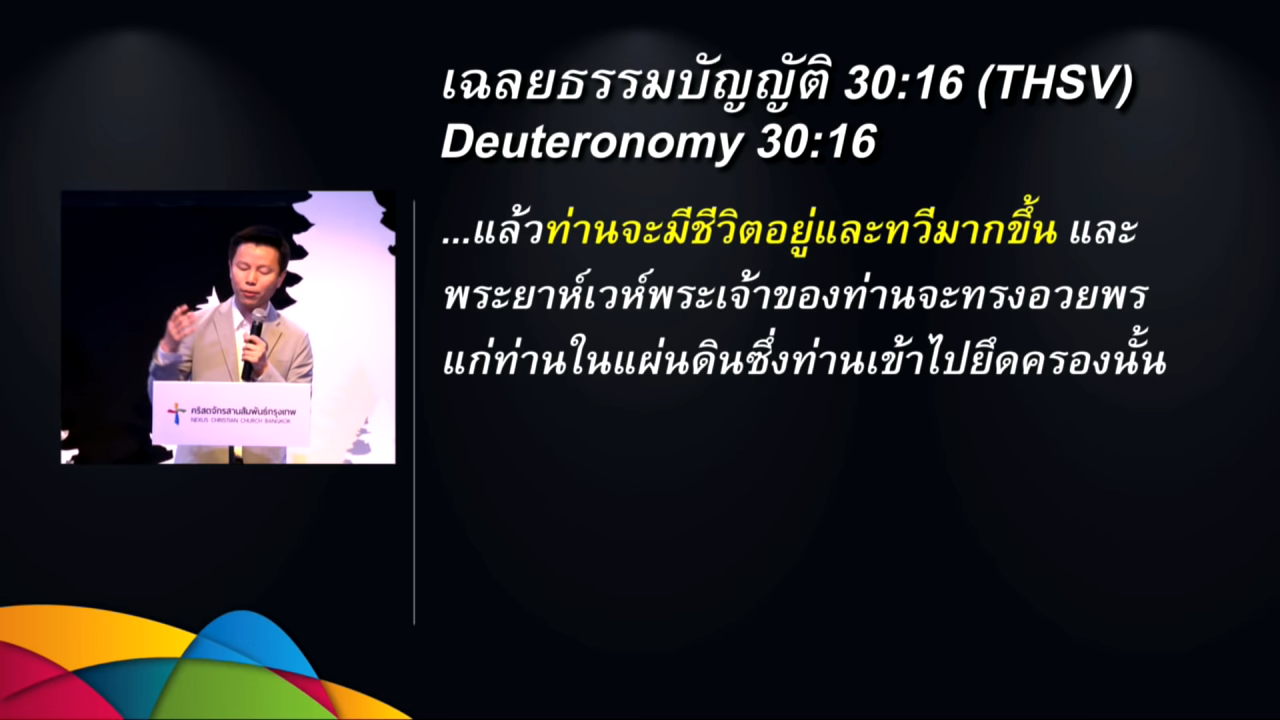 เฉลยธรรมบัญญัติ 30:16 (THSV)
Deuteronomy 30:16
...แล้วท่านจะมีชีวิตอยู่และทวีมากขึ้น และ
พระยาห์เวห์พระเจ้าของท่านจะทรงอวยพร
แก่ท่านในแผ่นดินซึ่งท่านเข้าไปยึดครองนั้น
คริสตจักรสานสัมพันธ์กรุงเทพ
NEXUS CHRISTIAN CHURCH BANGKOK